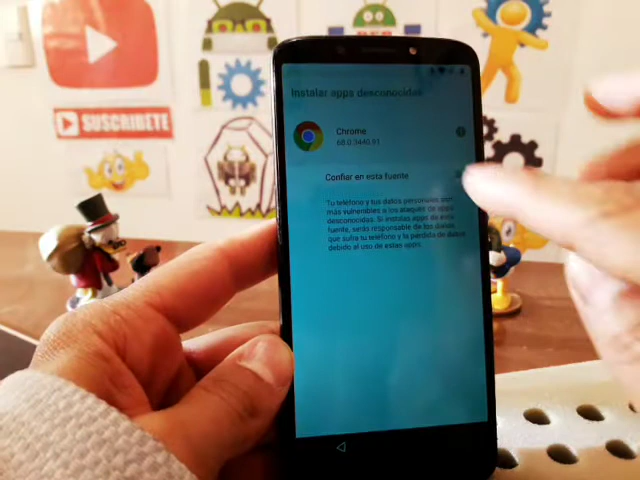 SUSCRIBETE
Instalar apps desconocidas
Chrome
68.0.3440.91
Confiar en esta fuente
Tu teléfono y tus datos personales son
más vulnerables a los ataques de apps
desconocidas. Si instalas apps de esta
fuente, serás responsable de los daños
que sufra tu teléfono y la pérdida de datos
debido al uso de estas apps.